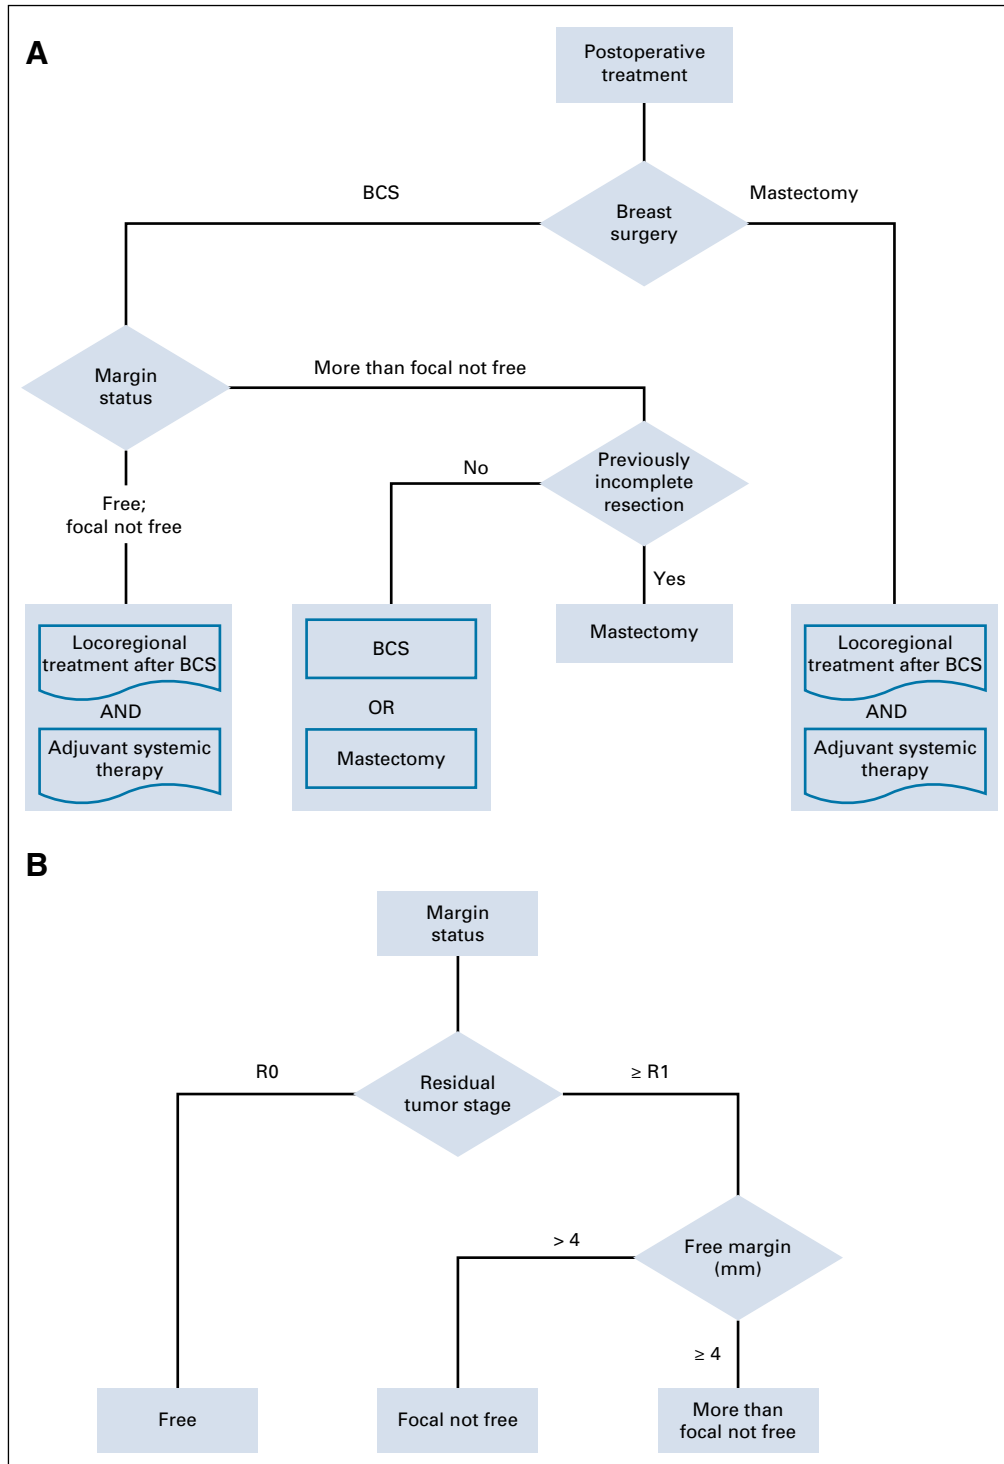 A
Postoperative
treatment
BCS
Mastectomy
Breast
surgery
Margin
status
More than focal not free
No
Previously
incomplete
resection
Free;
focal not free
Yes
Locoregional
treatment after BCS
AND
Adjuvant systemic
therapy
BCS
OR
Mastectomy
Mastectomy
Locoregional
treatment after BCS
AND
Adjuvant systemic
therapy
B
Margin
status
R0
≥ R1
Residual
tumor stage
> 4
Free margin
(mm)
≥ 4
Free
Focal not free
More than
focal not free